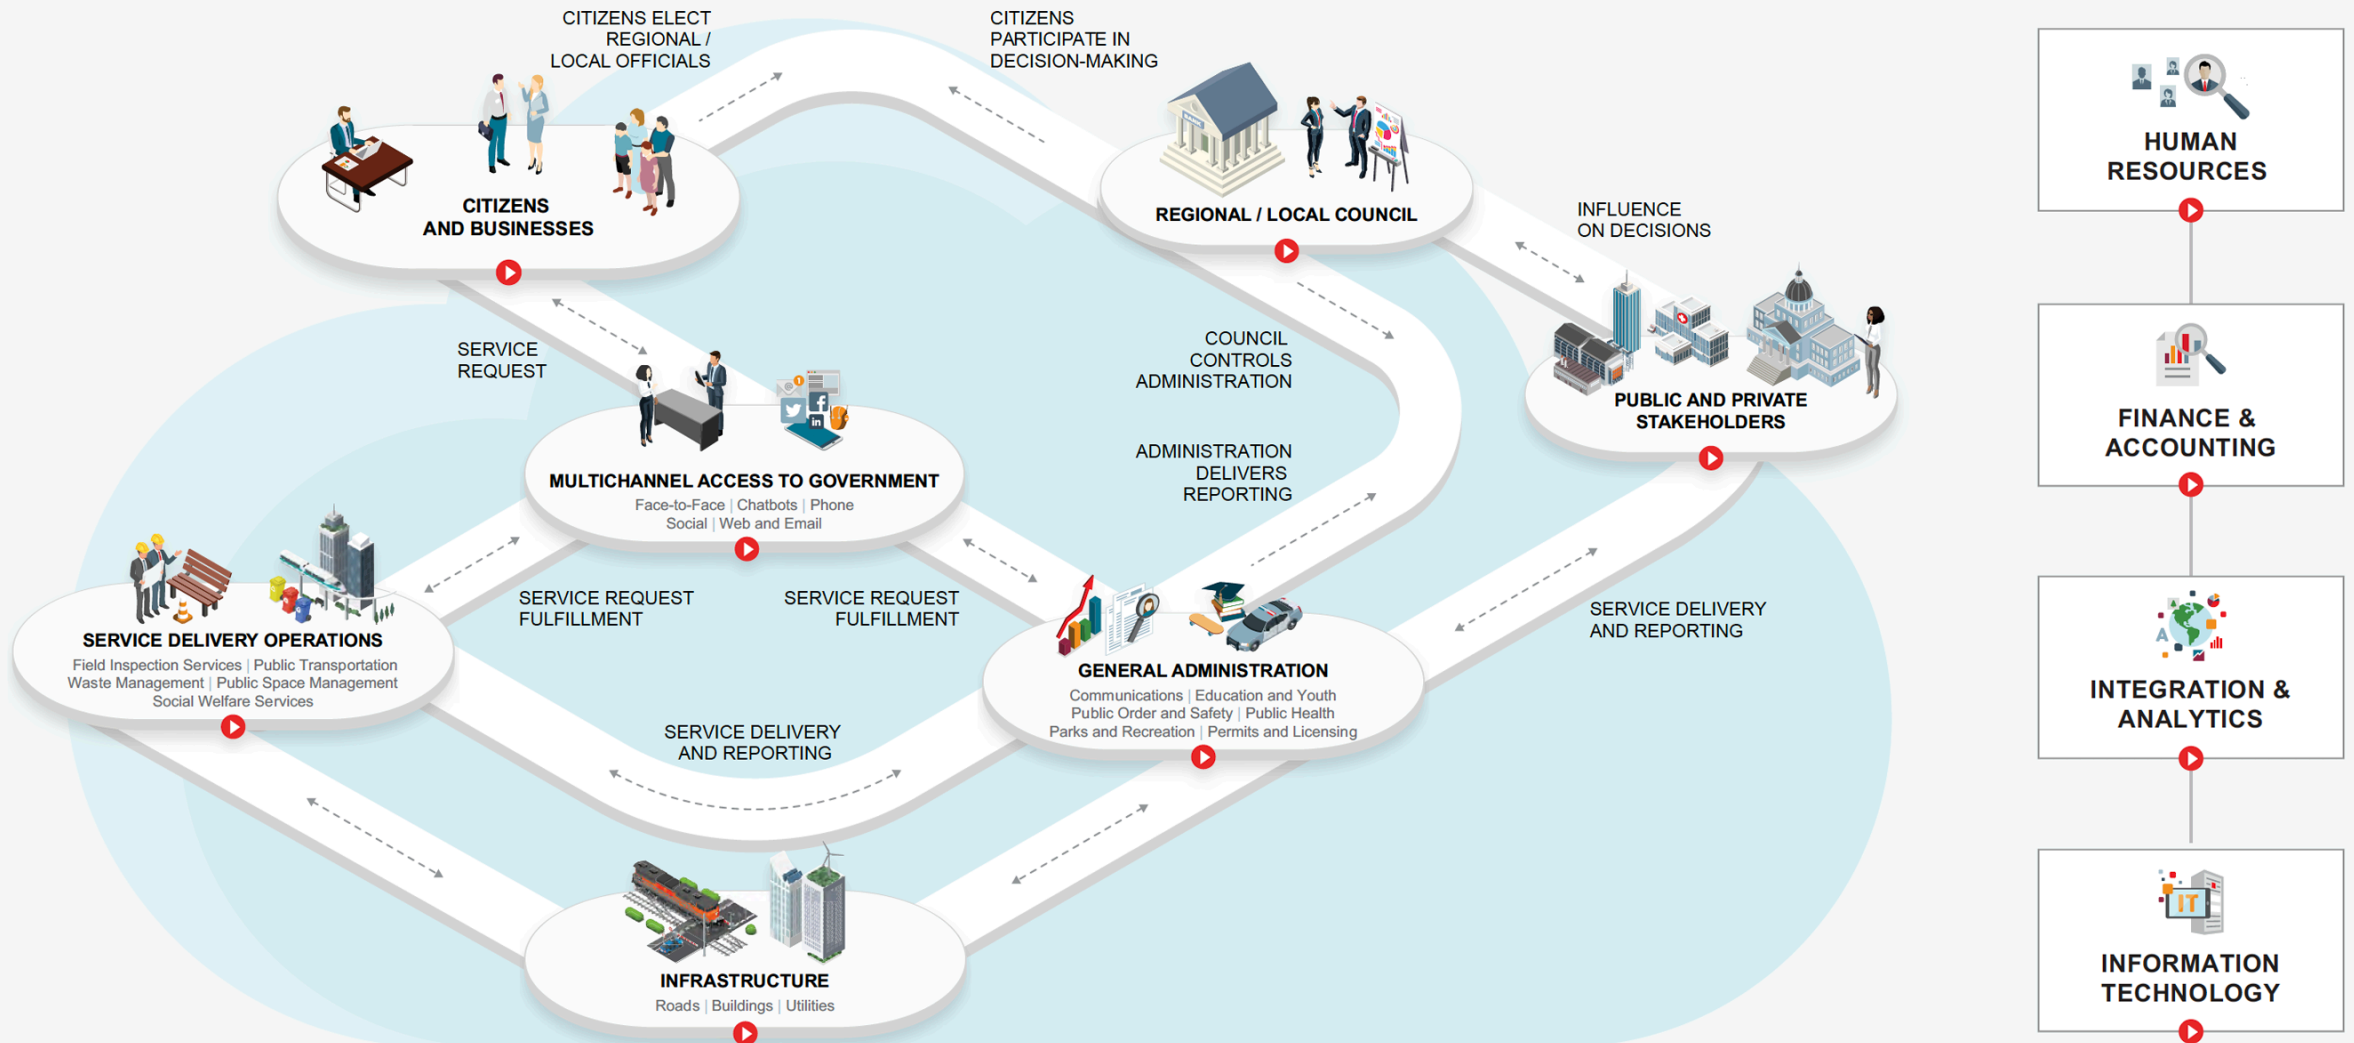 CITIZENS ELECT
REGIONAL /
LOCAL OFFICIALS
CITIZENS
PARTICIPATE IN
DECISION-MAKING
CITIZENS
AND BUSINESSES
BANK
REGIONAL / LOCAL COUNCIL
INFLUENCE
ON DECISIONS
SERVICE
REQUEST
COUNCIL
CONTROLS
ADMINISTRATION
PUBLIC AND PRIVATE
STAKEHOLDERS
MULTICHANNEL ACCESS TO GOVERNMENT
Face-to-Face | Chatbots | Phone
Social | Web and Email
ADMINISTRATION
DELIVERS
REPORTING
SERVICE DELIVERY OPERATIONS
Field Inspection Services | Public Transportation
Waste Management | Public Space Management
Social Welfare Services
SERVICE REQUEST
FULFILLMENT
SERVICE REQUEST
FULFILLMENT
GENERAL ADMINISTRATION
Communications | Education and Youth
Public Order and Safety | Public Health
Parks and Recreation | Permits and Licensing
SERVICE DELIVERY
AND REPORTING
SERVICE DELIVERY
AND REPORTING
INFRASTRUCTURE
Roads | Buildings | Utilities
HUMAN
RESOURCES
FINANCE &
ACCOUNTING
A
INTEGRATION &
ANALYTICS
IT
INFORMATION
TECHNOLOGY